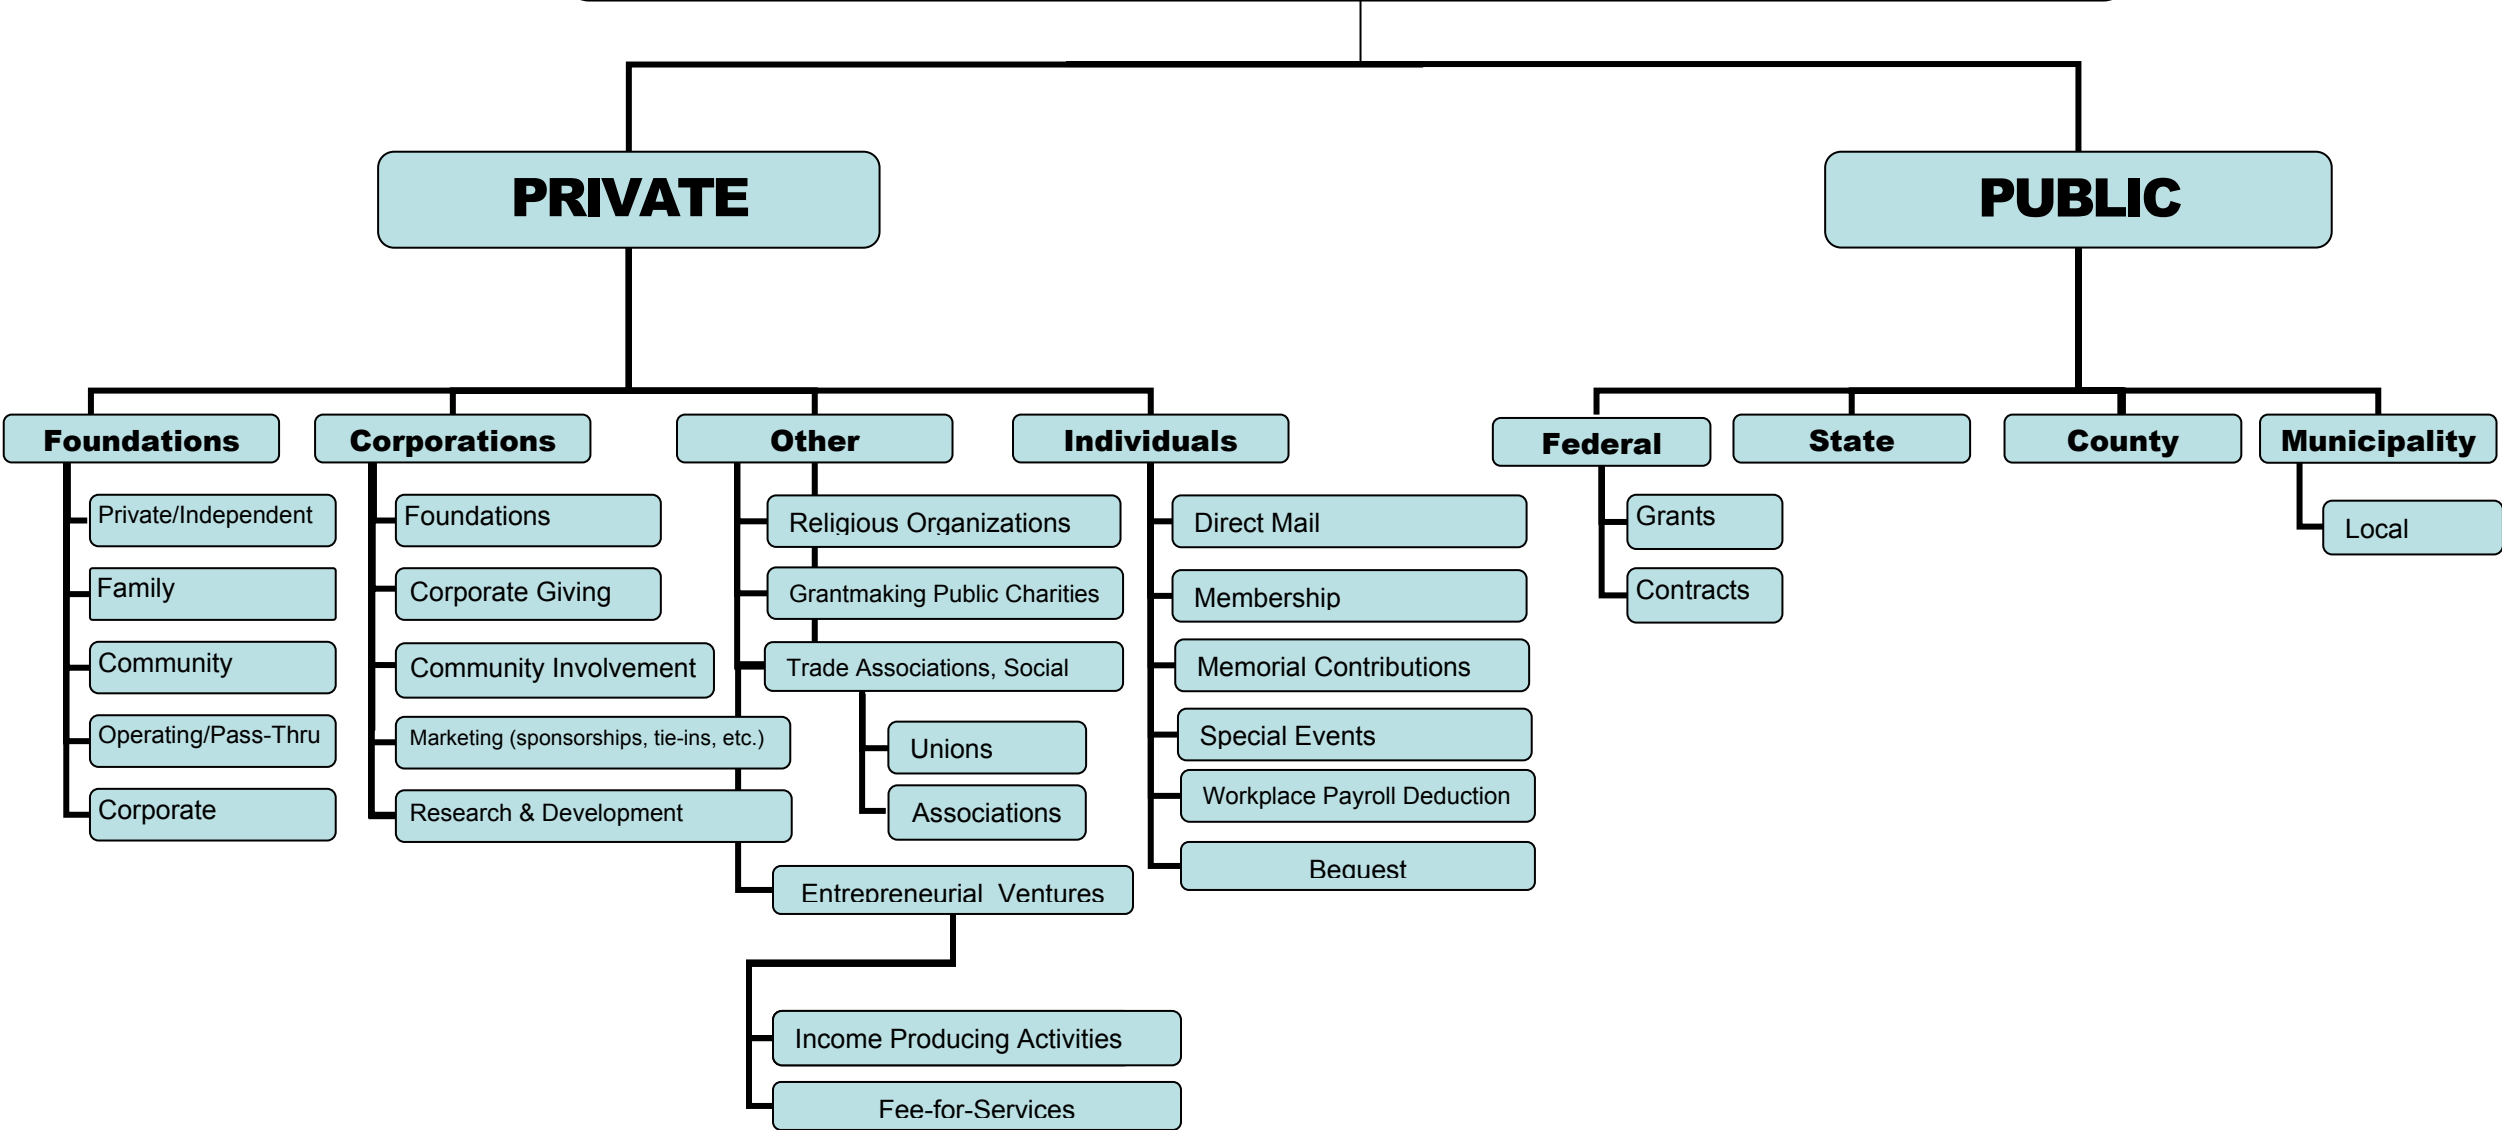 PRIVATE
PUBLIC
Foundations
Corporations
Other
Individuals
Federal
State
County
Municipality
Private/Independent
Family
Community
Operating/Pass-Thru
Corporate
Foundations
Corporate Giving
Community Involvement
Marketing (sponsorships, tie-ins, etc.)
Research & Development
Religious Organizations
Grantmaking Public Charities
Trade Associations, Social
Unions
Associations
Entrepreneurial Ventures
Income Producing Activities
Fee-for-Services
Direct Mail
Membership
Memorial Contributions
Special Events
Workplace Payroll Deduction
Bequest
Grants
Contracts
Local